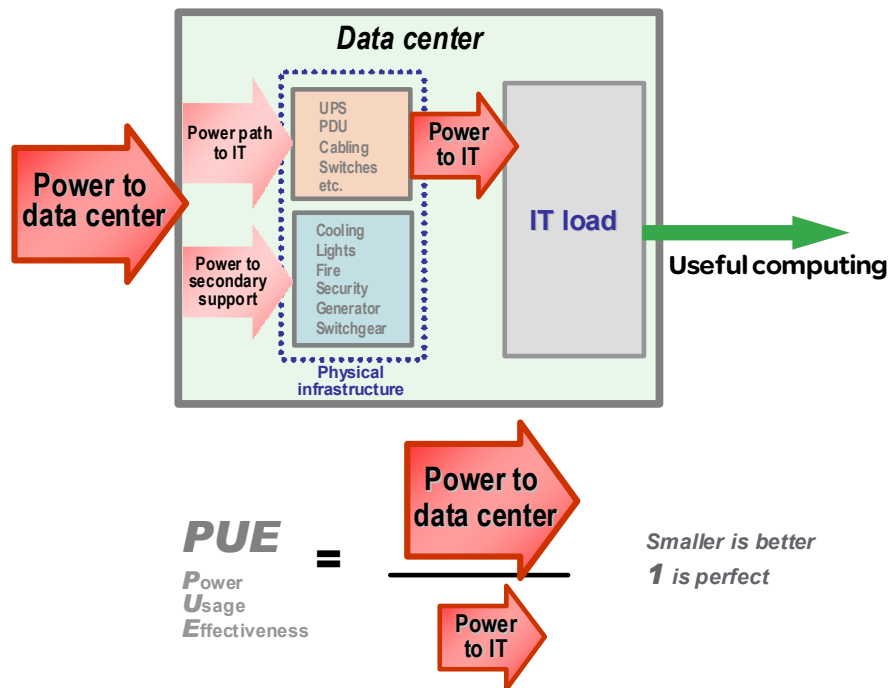 Data center
Power to
data center
Power path
to IT
UPS
PDU
Cabling
Switches
etc.
Power
to IT
IT load
Useful computing
Power to
secondary
support
Cooling
Lights
Fire
Security
Generator
Switchgear
Physical
infrastructure
PUE
=
Power
Usage
Effectiveness
Power to
data center
Power
to IT
Smaller is better
1 is perfect